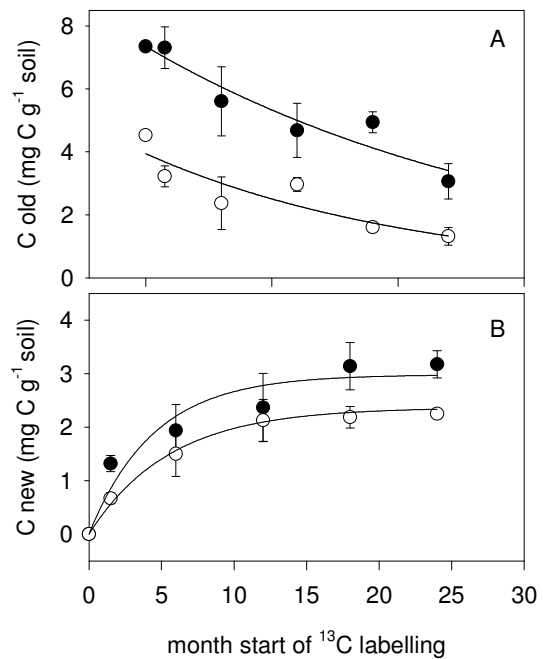 8
A
6
4
2
0
C old (mg C g⁻¹ soil)
4
B
3
2
1
0
C new (mg C g⁻¹ soil)
0 5 10 15 20 25 30
month start of ¹³C labelling